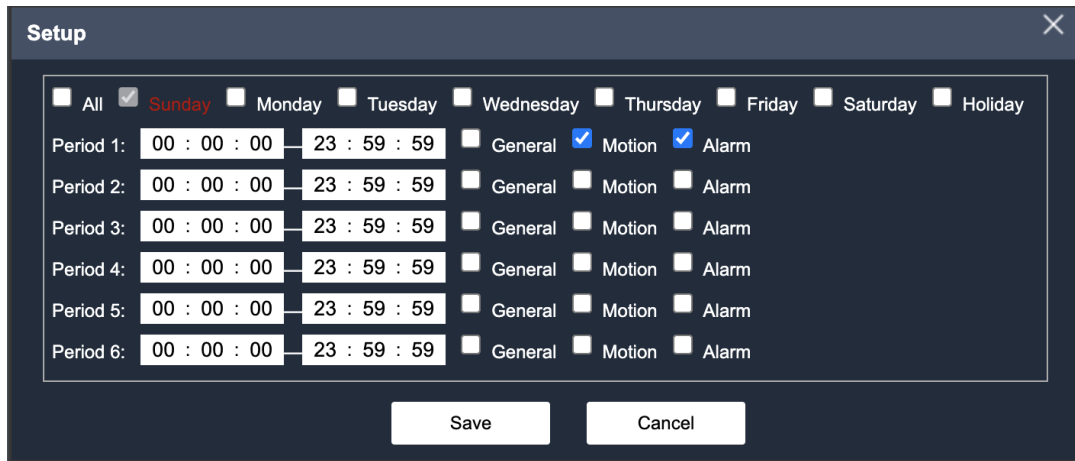 Setup
All Sunday Monday Tuesday Wednesday Thursday Friday Saturday Holiday
Period 1: 00 : 00 : 00 — 23 : 59 : 59 General Motion Alarm
Period 2: 00 : 00 : 00 — 23 : 59 : 59 General Motion Alarm
Period 3: 00 : 00 : 00 — 23 : 59 : 59 General Motion Alarm
Period 4: 00 : 00 : 00 — 23 : 59 : 59 General Motion Alarm
Period 5: 00 : 00 : 00 — 23 : 59 : 59 General Motion Alarm
Period 6: 00 : 00 : 00 — 23 : 59 : 59 General Motion Alarm
Save Cancel